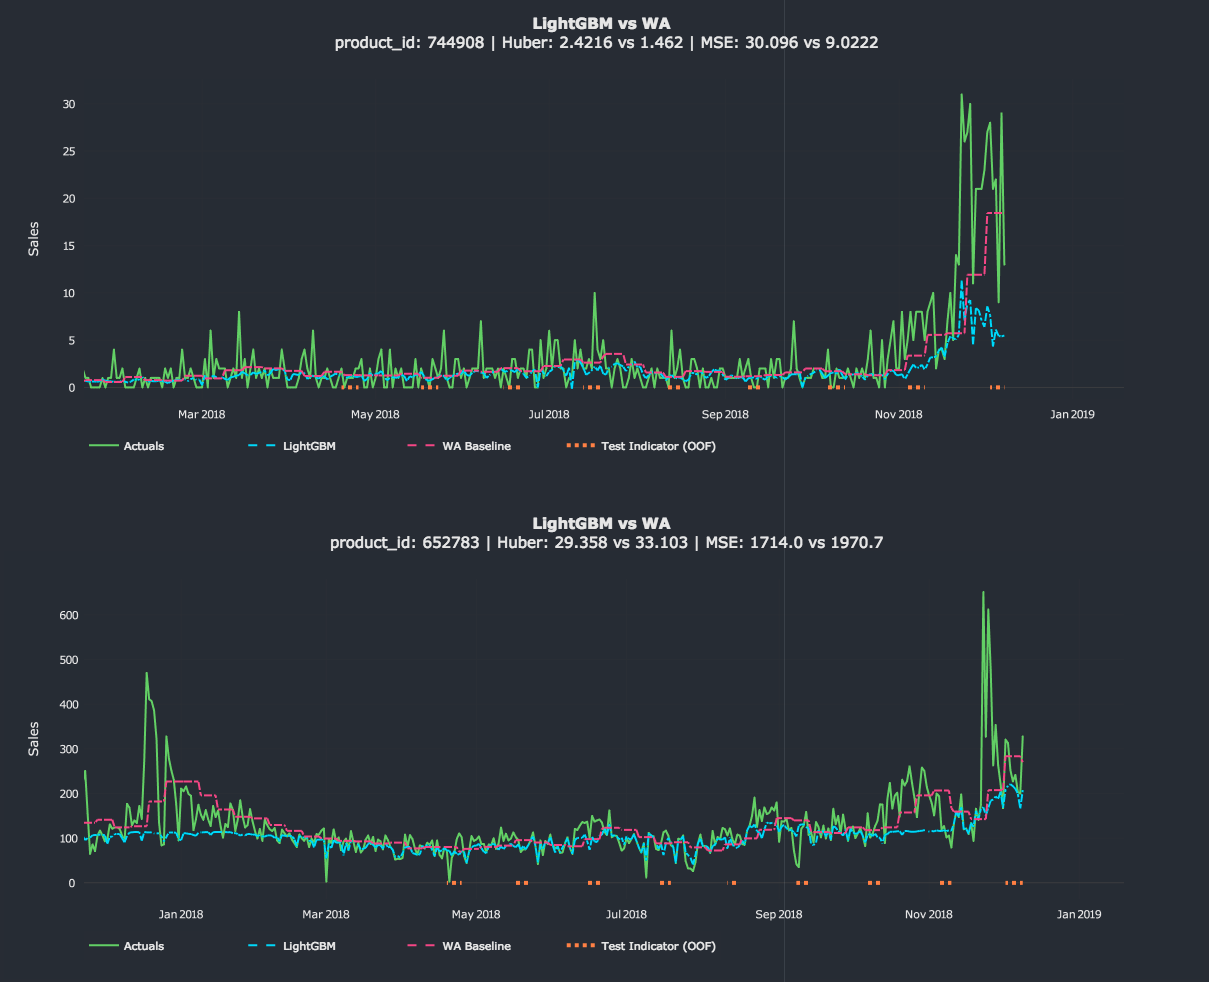 LightGBM vs WA
product_id: 744908 | Huber: 2.4216 vs 1.462 | MSE: 30.096 vs 9.0222
30
25
20
15
10
5
0
Sales
Mar 2018 May 2018 Jul 2018 Sep 2018 Nov 2018 Jan 2019
Actuals LightGBM WA Baseline Test Indicator (OOF)
LightGBM vs WA
product_id: 652783 | Huber: 29.358 vs 33.103 | MSE: 1714.0 vs 1970.7
600
500
400
300
200
100
0
Sales
Jan 2018 Mar 2018 May 2018 Jul 2018 Sep 2018 Nov 2018 Jan 2019
Actuals LightGBM WA Baseline Test Indicator (OOF)